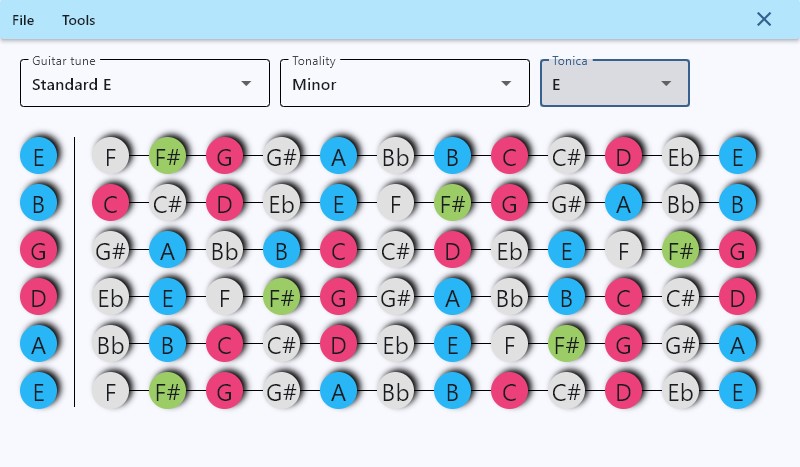 File Tools
Guitar tune Tonality Tonica
Standard E Minor E
E F F# G G# A Bb B C C# D Eb E
B C C# D Eb E F F# G G# A Bb B
G G# A Bb B C C# D Eb E F F# G
D Eb E F F# G G# A Bb B C C# D
A Bb B C C# D Eb E F F# G G# A
E F F# G G# A Bb B C C# D Eb E